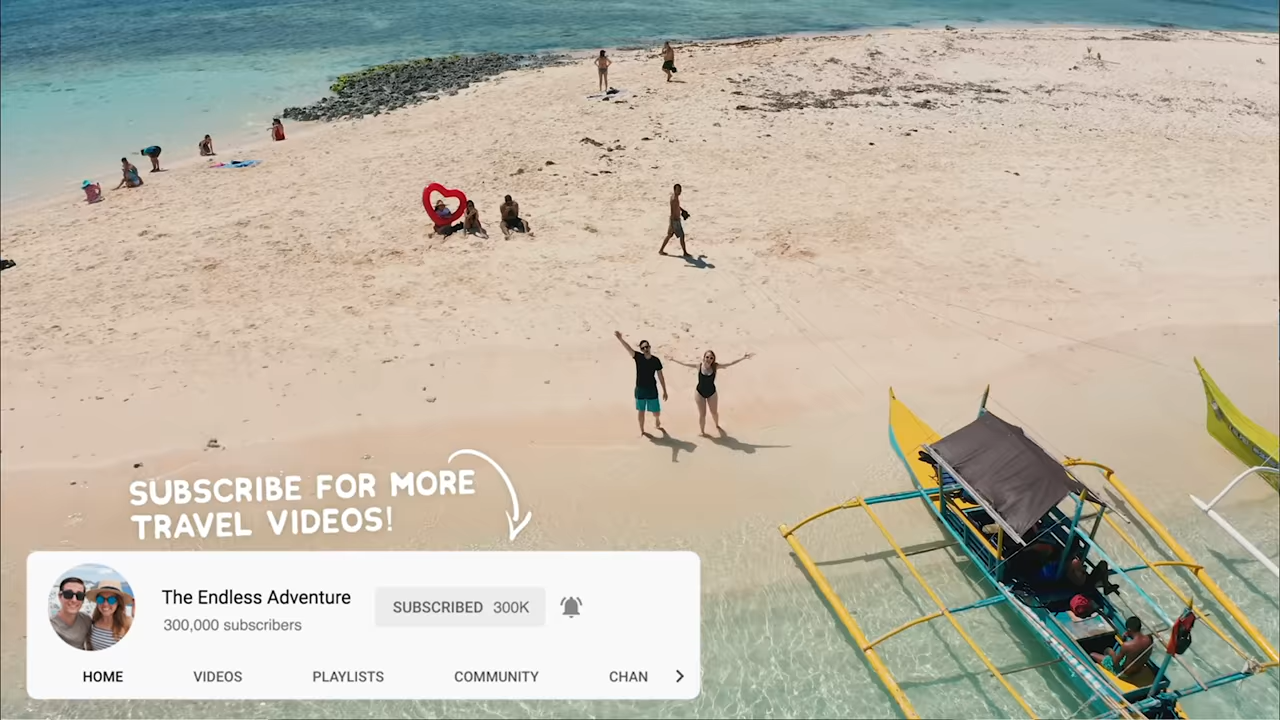 SUBSCRIBE FOR MORE
TRAVEL VIDEOS!
The Endless Adventure
300,000 subscribers
SUBSCRIBED 300K
HOME VIDEOS PLAYLISTS COMMUNITY CHAN